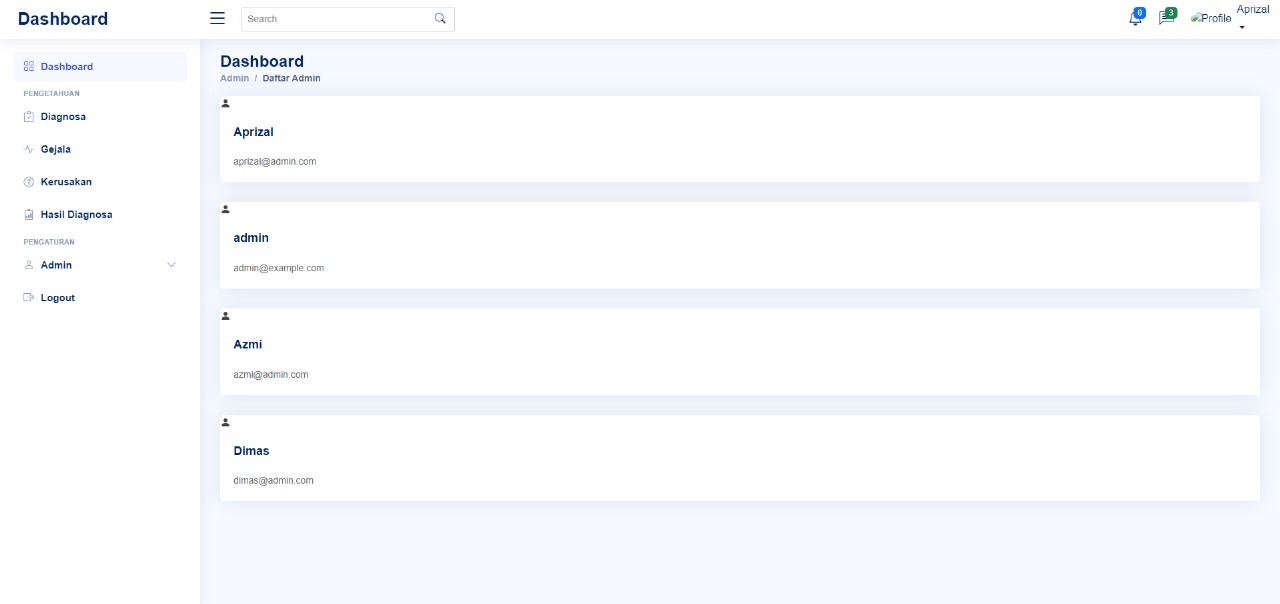 Dashboard
Search
0
3
Profile
Aprizal
Dashboard
PENGETAHUAN
Diagnosa
Gejala
Kerusakan
Hasil Diagnosa
PENGATURAN
Admin
Logout
Dashboard
Admin / Daftar Admin
Aprizal
aprizal@admin.com
admin
admin@example.com
Azmi
azmi@admin.com
Dimas
dimas@admin.com